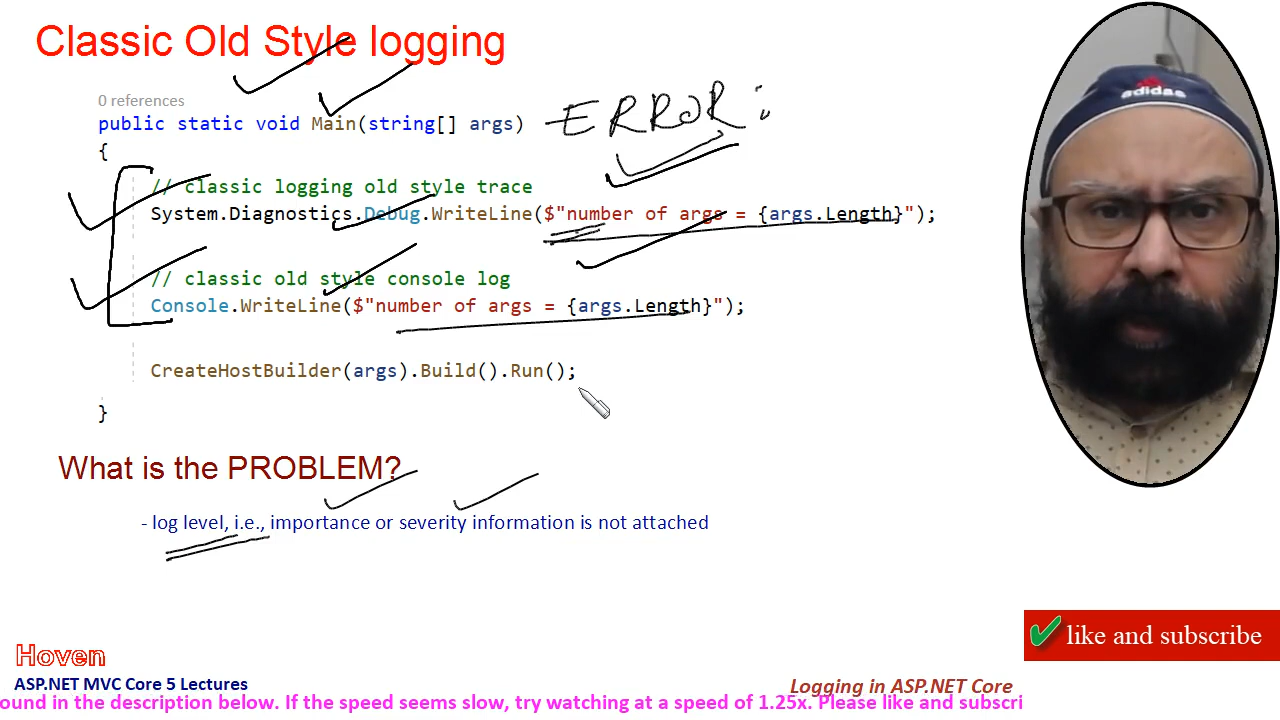 Classic Old Style logging
0 references
public static void Main(string[] args)
ERROR :
{
// classic logging old style trace
System.Diagnostics.Debug.WriteLine($"number of args = {args.Length}");
// classic old style console log
Console.WriteLine($"number of args = {args.Length}");
CreateHostBuilder(args).Build().Run();
}
What is the PROBLEM?
- log level, i.e., importance or severity information is not attached
adidas
like and subscribe
Hoven
ASP.NET MVC Core 5 Lectures
Logging in ASP.NET Core
ound in the description below. If the speed seems slow, try watching at a speed of 1.25x. Please like and subscri